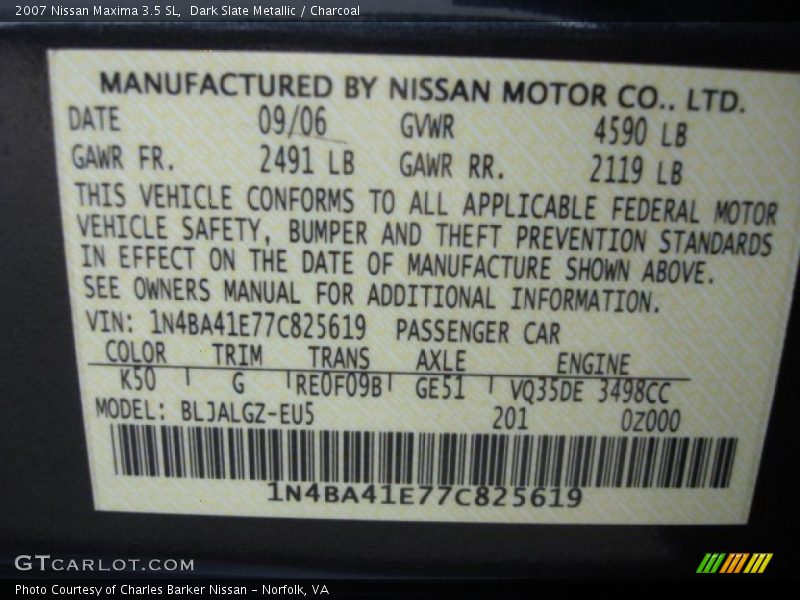 2007 Nissan Maxima 3.5 SL, Dark Slate Metallic / Charcoal
MANUFACTURED BY NISSAN MOTOR CO., LTD.
DATE 09/06 GVWR 4590 LB
GAWR FR. 2491 LB GAWR RR. 2119 LB
THIS VEHICLE CONFORMS TO ALL APPLICABLE FEDERAL MOTOR
VEHICLE SAFETY, BUMPER AND THEFT PREVENTION STANDARDS
IN EFFECT ON THE DATE OF MANUFACTURE SHOWN ABOVE.
SEE OWNERS MANUAL FOR ADDITIONAL INFORMATION.
VIN: 1N4BA41E77C825619 PASSENGER CAR
COLOR TRIM TRANS AXLE ENGINE
K50 G RE0F09B GE51 VQ35DE 3498CC
MODEL: BLJALGZ-EU5 201 0Z000
1N4BA41E77C825619
GTCARLOT.COM
Photo Courtesy of Charles Barker Nissan - Norfolk, VA